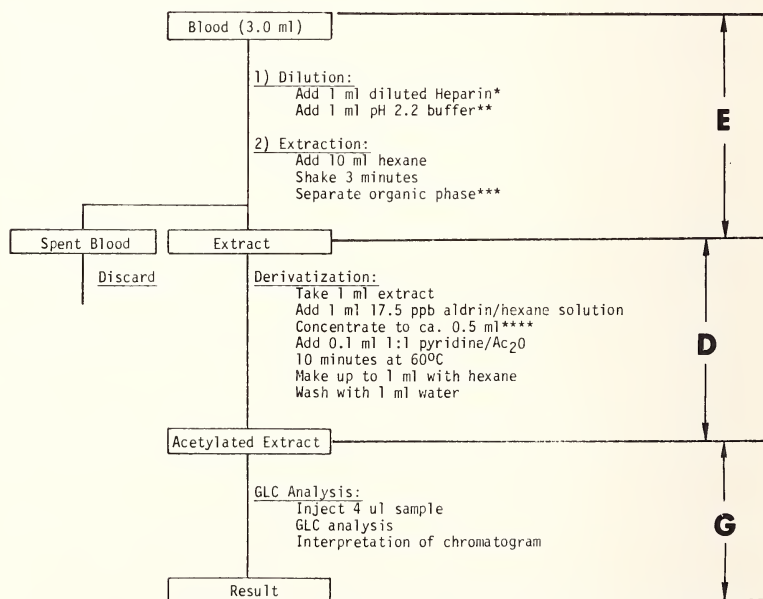 Blood (3.0 ml)
1) Dilution:
Add 1 ml diluted Heparin*
Add 1 ml pH 2.2 buffer**
E
2) Extraction:
Add 10 ml hexane
Shake 3 minutes
Separate organic phase***
Spent Blood
Extract
Discard
Derivatization:
Take 1 ml extract
Add 1 ml 17.5 ppb aldrin/hexane solution
Concentrate to ca. 0.5 ml****
Add 0.1 ml 1:1 pyridine/Ac2O
10 minutes at 60ºC
Make up to 1 ml with hexane
Wash with 1 ml water
D
Acetylated Extract
GLC Analysis:
Inject 4 ul sample
GLC analysis
Interpretation of chromatogram
G
Result